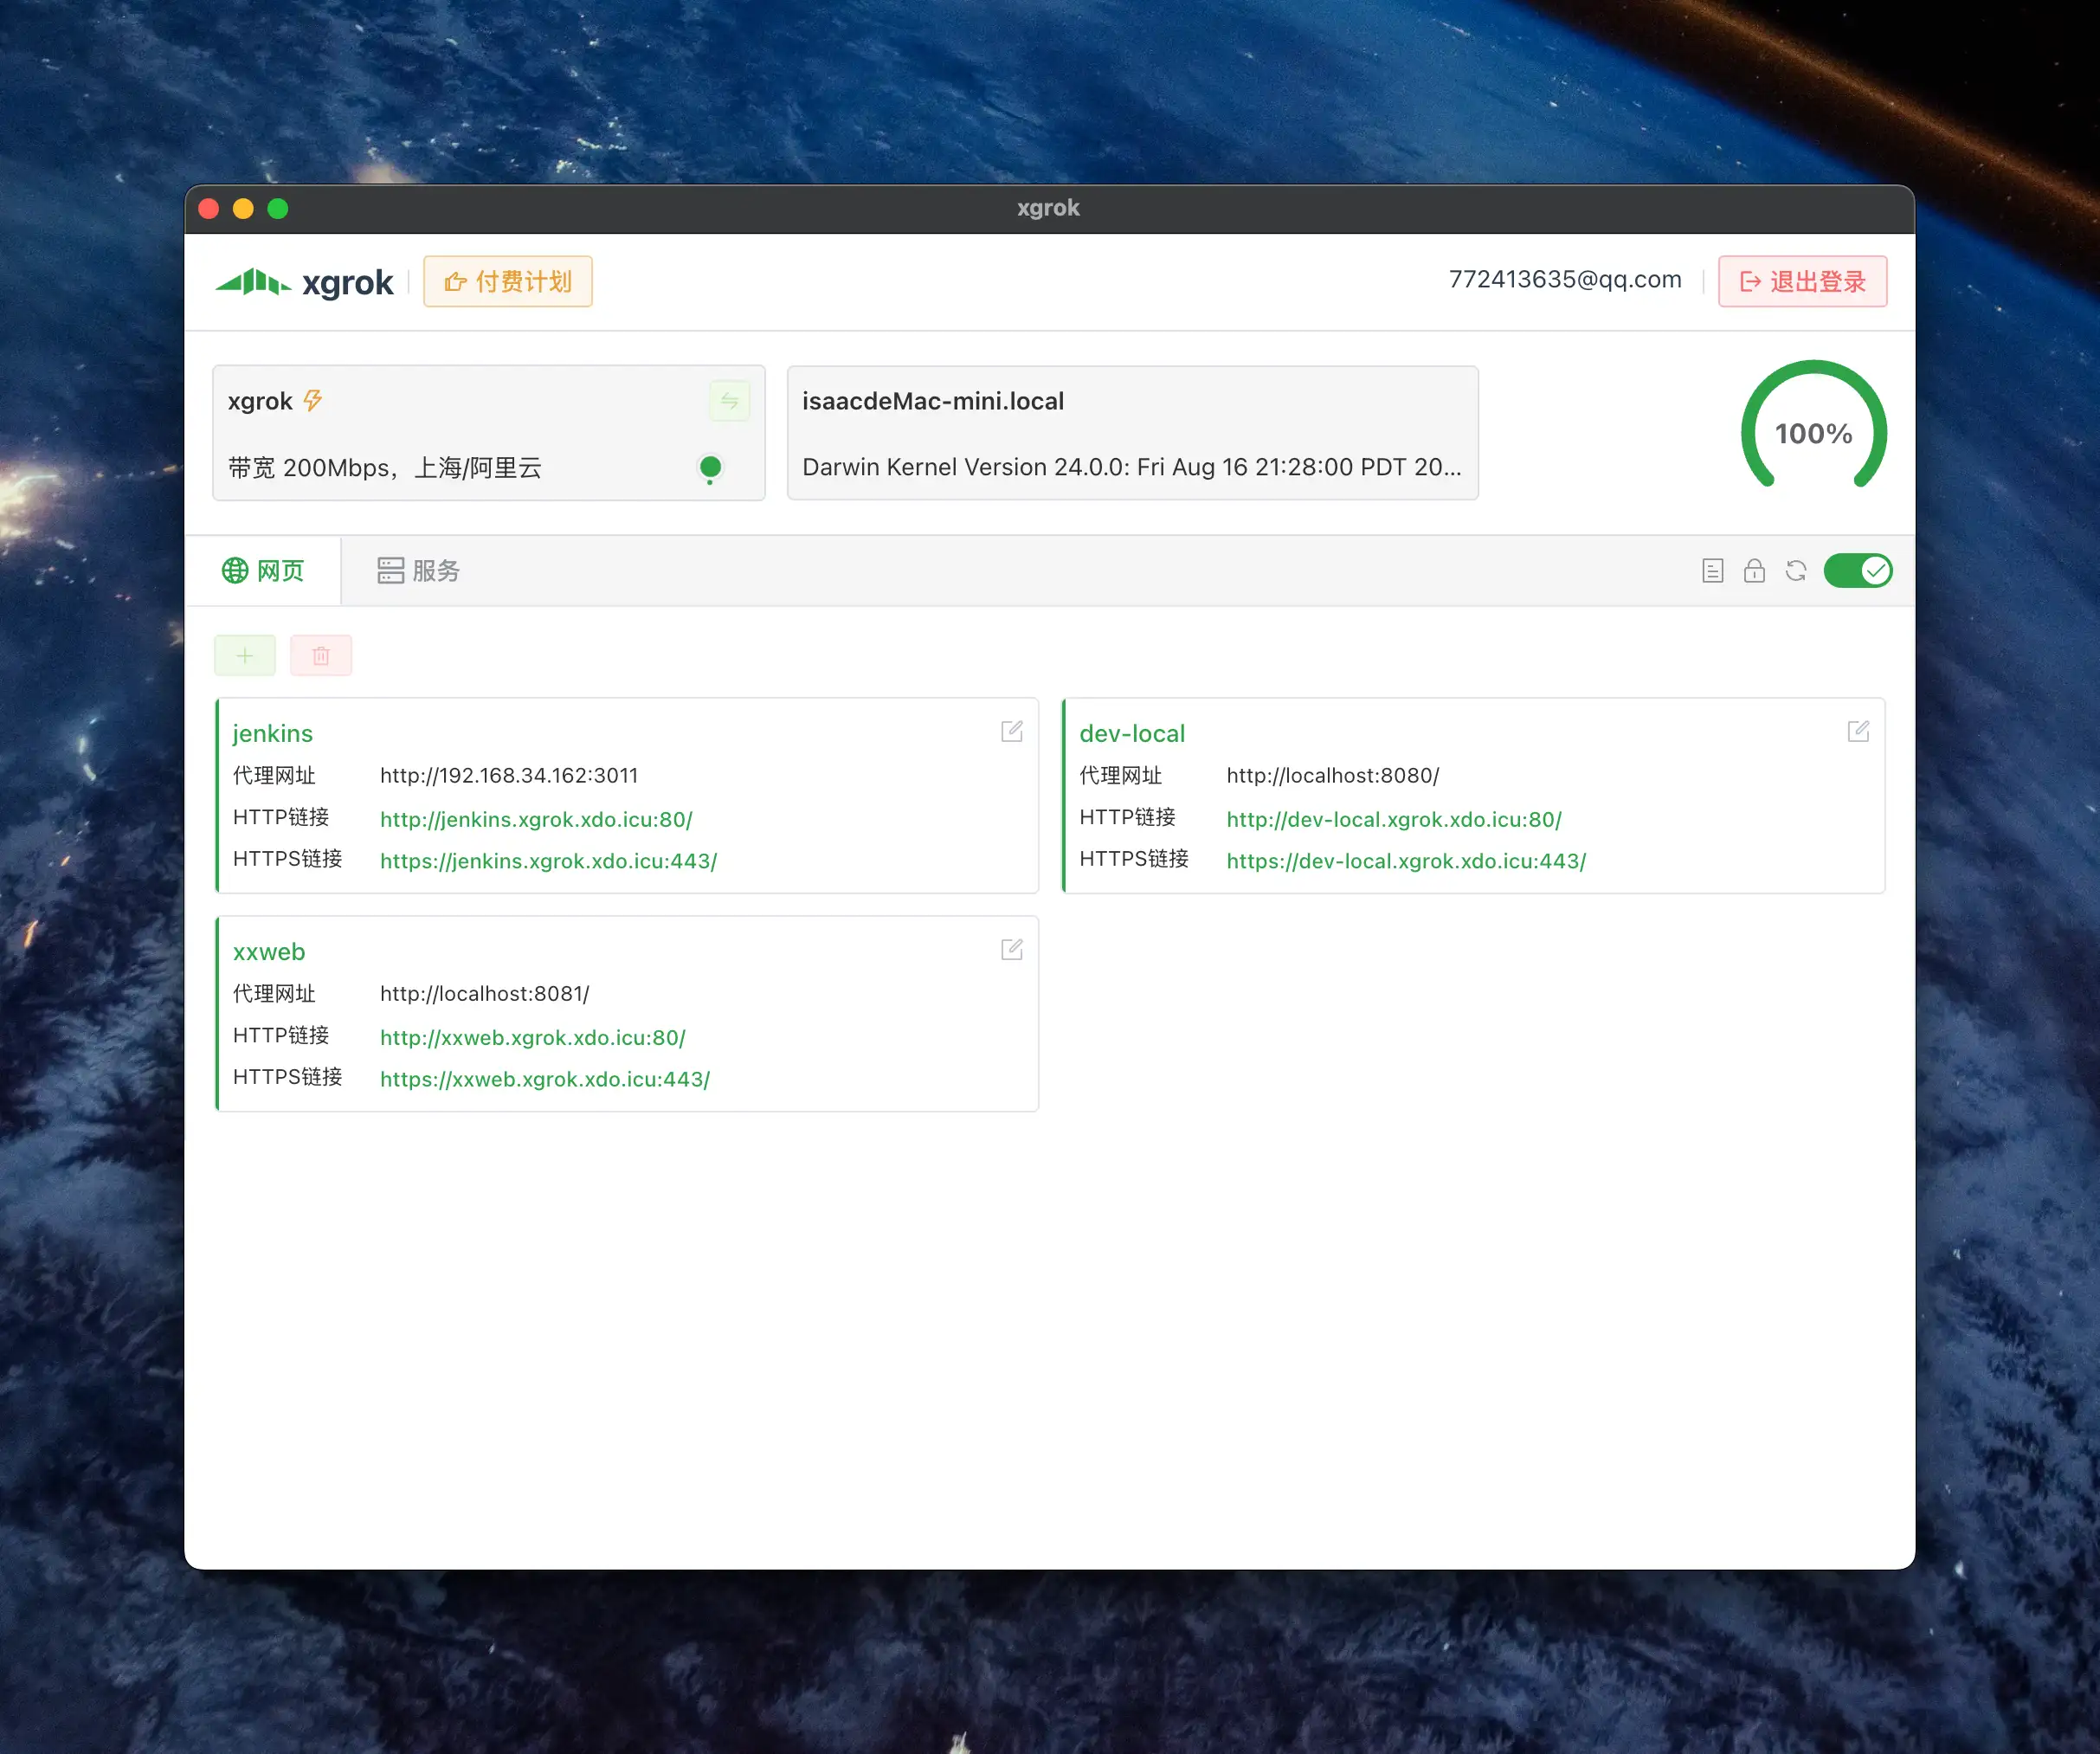 xgrok
xgrok
付费计划
772413635@qq.com
退出登录
xgrok
带宽 200Mbps，上海/阿里云
isaacdeMac-mini.local
Darwin Kernel Version 24.0.0: Fri Aug 16 21:28:00 PDT 20...
100%
网页
服务
jenkins
代理网址 http://192.168.34.162:3011
HTTP链接 http://jenkins.xgrok.xdo.icu:80/
HTTPS链接 https://jenkins.xgrok.xdo.icu:443/
dev-local
代理网址 http://localhost:8080/
HTTP链接 http://dev-local.xgrok.xdo.icu:80/
HTTPS链接 https://dev-local.xgrok.xdo.icu:443/
xxweb
代理网址 http://localhost:8081/
HTTP链接 http://xxweb.xgrok.xdo.icu:80/
HTTPS链接 https://xxweb.xgrok.xdo.icu:443/